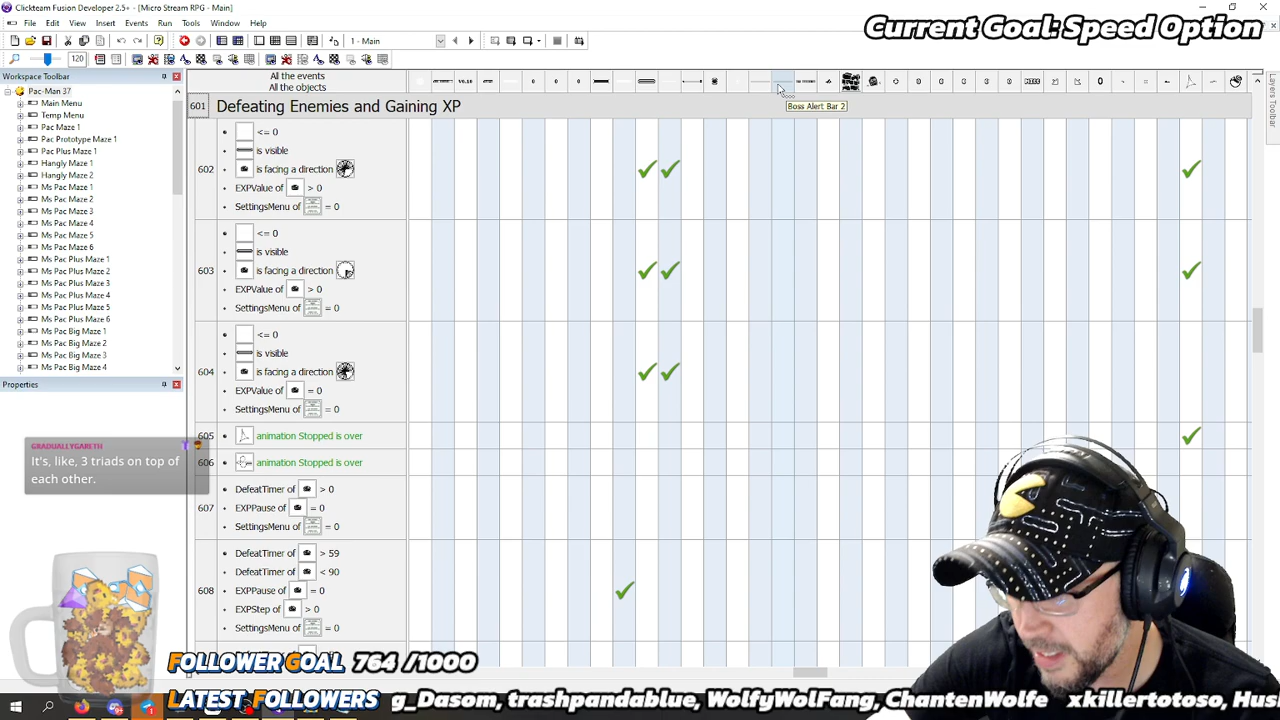 Clickteam Fusion Developer 2.5+ - [Micro Stream RPG - Main]
File Edit View Insert Events Run Tools Window Help
Current Goal: Speed Option
1 - Main
120
Workspace Toolbar
Pac-Man 37
Main Menu
Temp Menu
Pac Maze 1
Pac Prototype Maze 1
Pac Plus Maze 1
Hangly Maze 1
Hangly Maze 2
Ms Pac Maze 1
Ms Pac Maze 2
Ms Pac Maze 3
Ms Pac Maze 4
Ms Pac Maze 5
Ms Pac Maze 6
Ms Pac Plus Maze 1
Ms Pac Plus Maze 2
Ms Pac Plus Maze 3
Ms Pac Plus Maze 4
Ms Pac Plus Maze 5
Ms Pac Plus Maze 6
Ms Pac Big Maze 1
Ms Pac Big Maze 2
Ms Pac Big Maze 3
Ms Pac Big Maze 4
Properties
All the events
All the objects
Boss Alert Bar 2
Layers Toolbar
601 Defeating Enemies and Gaining XP
602
<= 0
is visible
is facing a direction
EXPValue of > 0
SettingsMenu of = 0
603
<= 0
is visible
is facing a direction
EXPValue of > 0
SettingsMenu of = 0
604
<= 0
is visible
is facing a direction
EXPValue of = 0
SettingsMenu of = 0
605 animation Stopped is over
606 animation Stopped is over
607
DefeatTimer of > 0
EXPPause of = 0
SettingsMenu of = 0
608
DefeatTimer of > 59
DefeatTimer of < 90
EXPPause of = 0
EXPStep of > 0
SettingsMenu of = 0
GRADUALLYGARETH
It's, like, 3 triads on top of
each other.
Follower Goal 764 /1000
Latest Followers g_Dasom, trashpandablue, WolfyWolFang, ChantenWolfe xkillertotoso, Hus